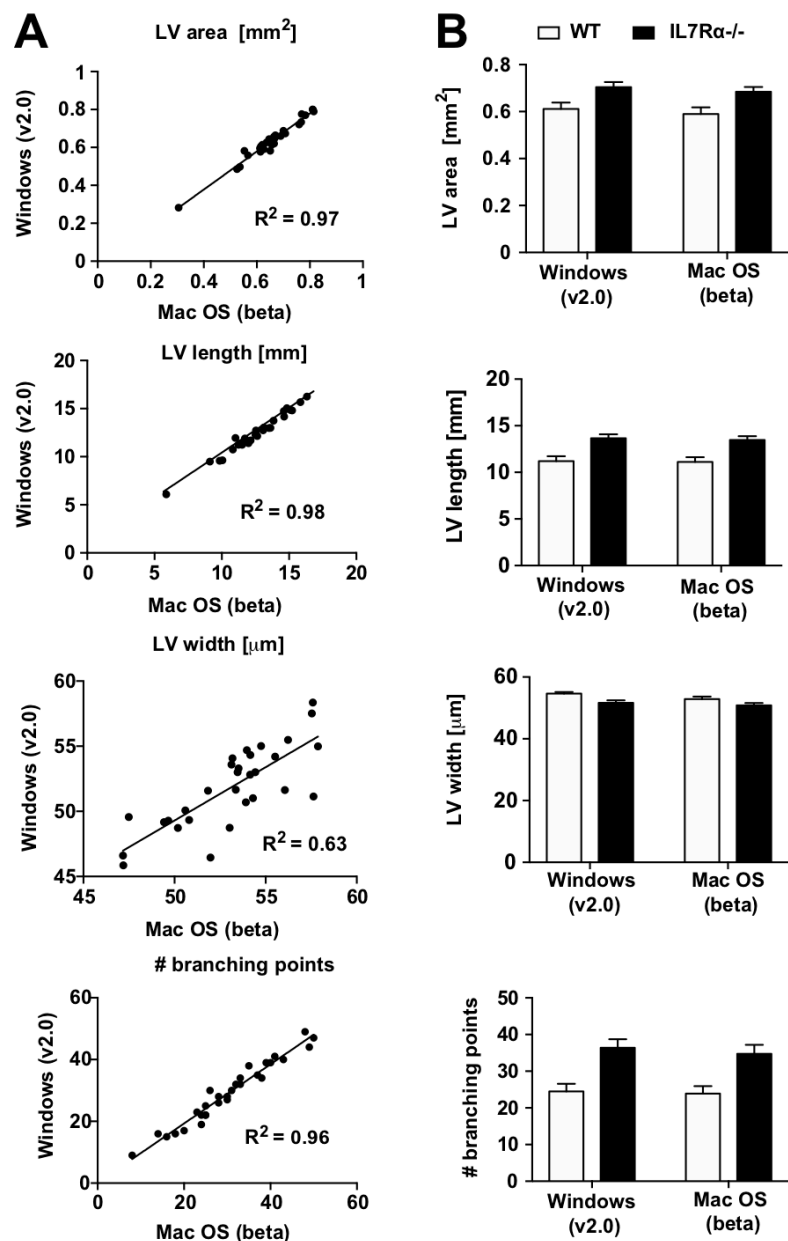 A
LV area [mm²]
Windows (v2.0)
1
0.8
0.6
0.4
0.2
0
R² = 0.97
0 0.2 0.4 0.6 0.8 1
Mac OS (beta)
LV length [mm]
Windows (v2.0)
20
15
10
5
0
R² = 0.98
0 5 10 15 20
Mac OS (beta)
LV width [μm]
Windows (v2.0)
60
55
50
45
R² = 0.63
45 50 55 60
Mac OS (beta)
# branching points
Windows (v2.0)
60
40
20
0
R² = 0.96
0 20 40 60
Mac OS (beta)
B
WT IL7Rα-/-
LV area [mm²]
0.8
0.6
0.4
0.2
0
Windows Mac OS
(v2.0) (beta)
LV length [mm]
20
15
10
5
0
Windows Mac OS
(v2.0) (beta)
LV width [μm]
60
40
20
0
Windows Mac OS
(v2.0) (beta)
# branching points
50
40
30
20
10
0
Windows Mac OS
(v2.0) (beta)